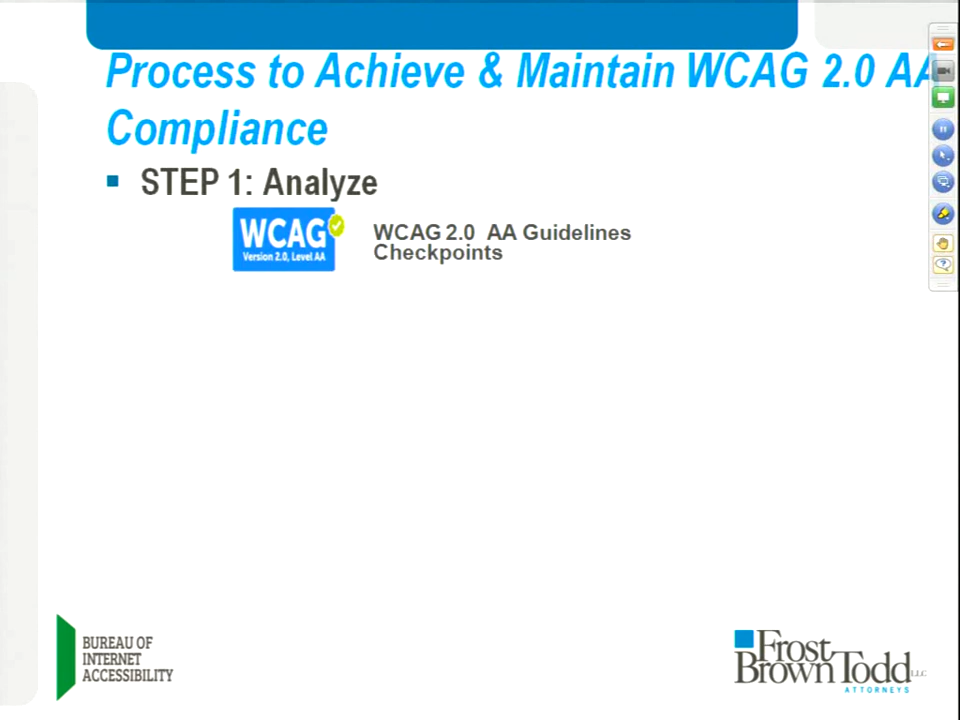 Process to Achieve & Maintain WCAG 2.0 AA
Compliance
STEP 1: Analyze
WCAG
Version 2.0, Level AA
WCAG 2.0 AA Guidelines
Checkpoints
BUREAU OF
INTERNET
ACCESSIBILITY
Frost
Brown Todd LLC
ATTORNEYS